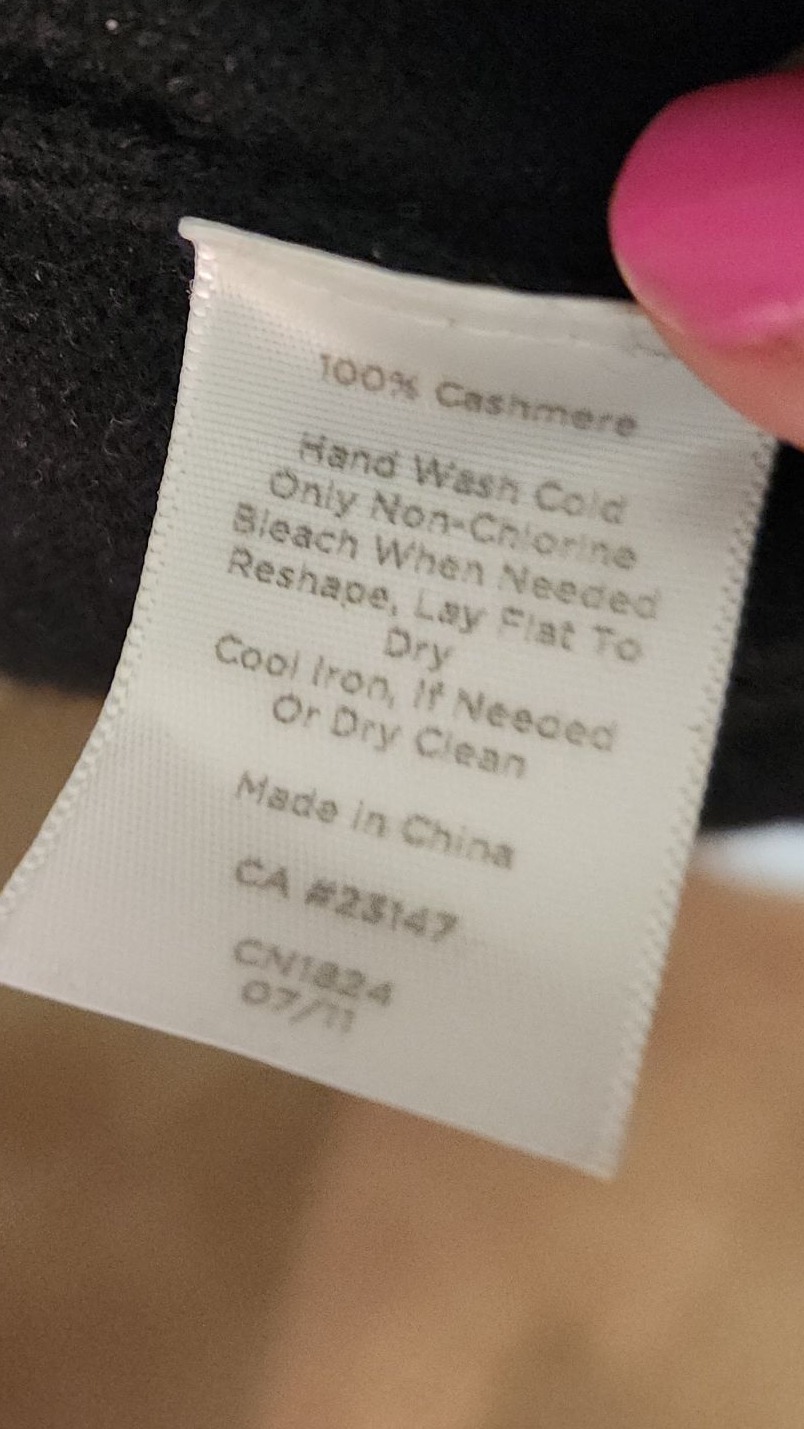 100% Cashmere
Hand Wash Cold
Only Non-Chlorine
Bleach When Needed
Reshape, Lay Flat To
Dry
Cool Iron, If Needed
Or Dry Clean
Made in China
CA #23147
CN1824
07/11